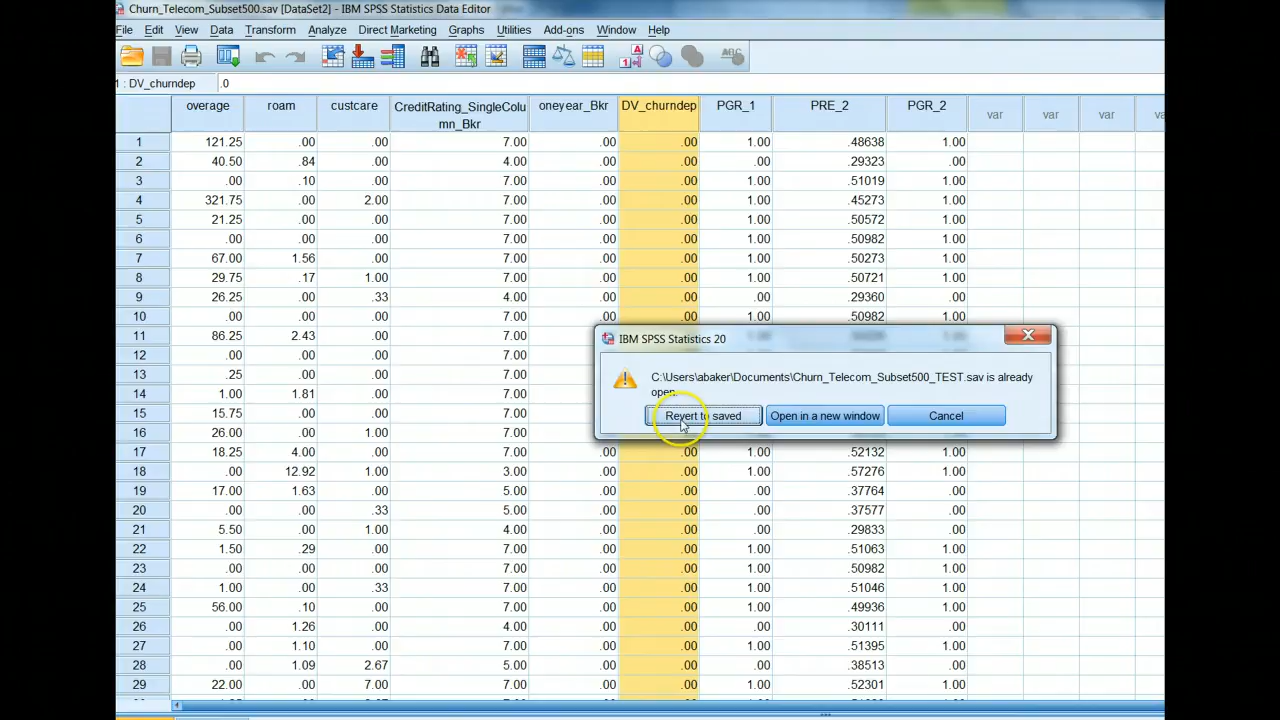 Churn_Telecom_Subset500.sav [DataSet2] - IBM SPSS Statistics Data Editor
File Edit View Data Transform Analyze Direct Marketing Graphs Utilities Add-ons Window Help
1 : DV_churndep .0
overage roam custcare CreditRating_SingleColu oneyear_Bkr DV_churndep PGR_1 PRE_2 PGR_2 var var var va
mn_Bkr
1 121.25 .00 .00 7.00 .00 .00 1.00 .48638 1.00
2 40.50 .84 .00 4.00 .00 .00 .00 .29323 .00
3 .00 .10 .00 7.00 .00 .00 1.00 .51019 1.00
4 321.75 .00 2.00 7.00 .00 .00 1.00 .45273 1.00
5 21.25 .00 .00 7.00 .00 .00 1.00 .50572 1.00
6 .00 .00 .00 7.00 .00 .00 1.00 .50982 1.00
7 67.00 1.56 .00 7.00 .00 .00 1.00 .50273 1.00
8 29.75 .17 1.00 7.00 .00 .00 1.00 .50721 1.00
9 26.25 .00 .33 4.00 .00 .00 .00 .29360 .00
10 .00 .00 .00 7.00 .00 .00 1.00 .50982 1.00
11 86.25 2.43 .00 7.00
12 .00 .00 .00 7.00
13 .25 .00 .00 7.00
14 1.00 1.81 .00 7.00
15 15.75 .00 .00 7.00
16 26.00 .00 1.00 7.00
IBM SPSS Statistics 20
C:\Users\abaker\Documents\Churn_Telecom_Subset500_TEST.sav is already
open.
Revert to saved Open in a new window Cancel
17 18.25 4.00 .00 7.00 .00 .00 1.00 .52132 1.00
18 .00 12.92 1.00 3.00 .00 .00 1.00 .57276 1.00
19 17.00 1.63 .00 5.00 .00 .00 .00 .37764 .00
20 .00 .00 .33 5.00 .00 .00 .00 .37577 .00
21 5.50 .00 1.00 4.00 .00 .00 .00 .29833 .00
22 1.50 .29 .00 7.00 .00 .00 1.00 .51063 1.00
23 .00 .00 .00 7.00 .00 .00 1.00 .50982 1.00
24 1.00 .00 .33 7.00 .00 .00 1.00 .51046 1.00
25 56.00 .10 .00 7.00 .00 .00 1.00 .49936 1.00
26 .00 1.26 .00 4.00 .00 .00 .00 .30111 .00
27 .00 1.10 .00 7.00 .00 .00 1.00 .51395 1.00
28 .00 1.09 2.67 5.00 .00 .00 .00 .38513 .00
29 22.00 .00 7.00 7.00 .00 .00 1.00 .52301 1.00